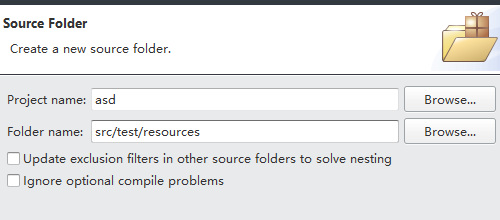 Source Folder
Create a new source folder.
Project name: asd Browse...
Folder name: src/test/resources Browse...
Update exclusion filters in other source folders to solve nesting
Ignore optional compile problems